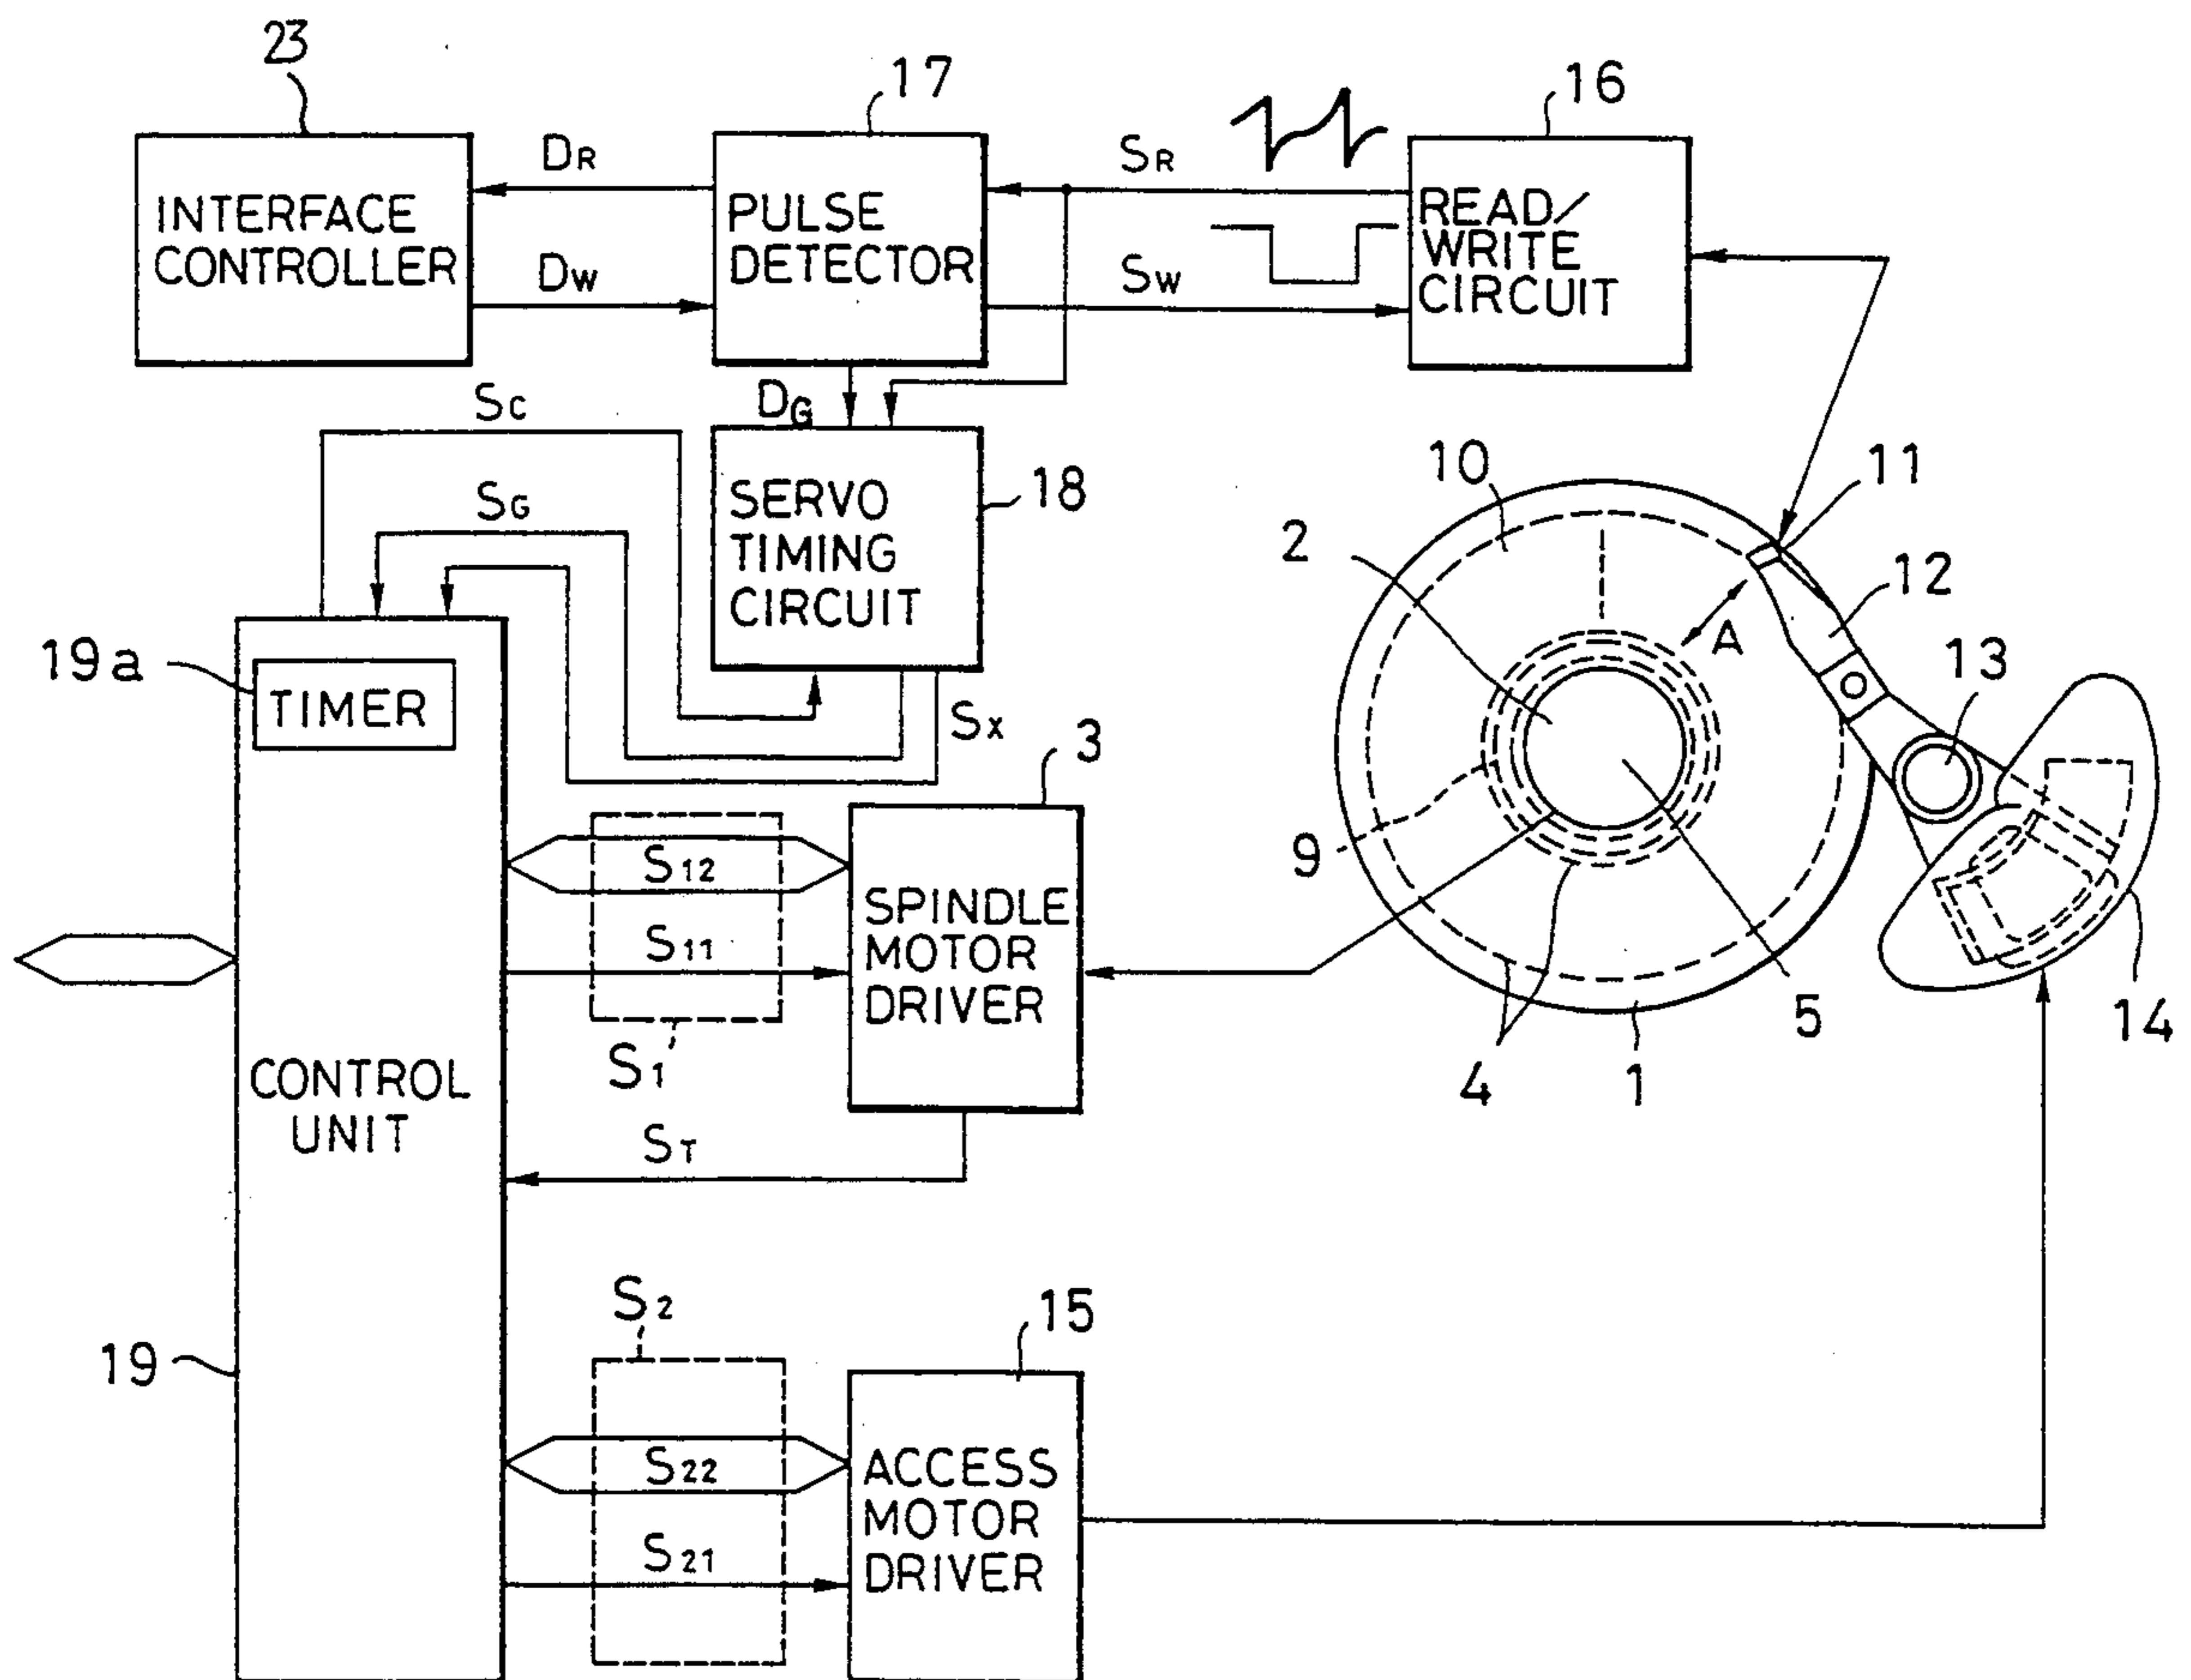 23
17
16
INTERFACE
CONTROLLER
DR
DW
PULSE
DETECTOR
SR
SW
READ/
WRITE
CIRCUIT
DG
SC
SG
SX
SERVO
TIMING
CIRCUIT
18
19a
TIMER
10
11
2
12
A
13
3
9
S12
S11
S1
SPINDLE
MOTOR
DRIVER
4
1
5
14
CONTROL
UNIT
ST
19
S2
15
S22
S21
ACCESS
MOTOR
DRIVER